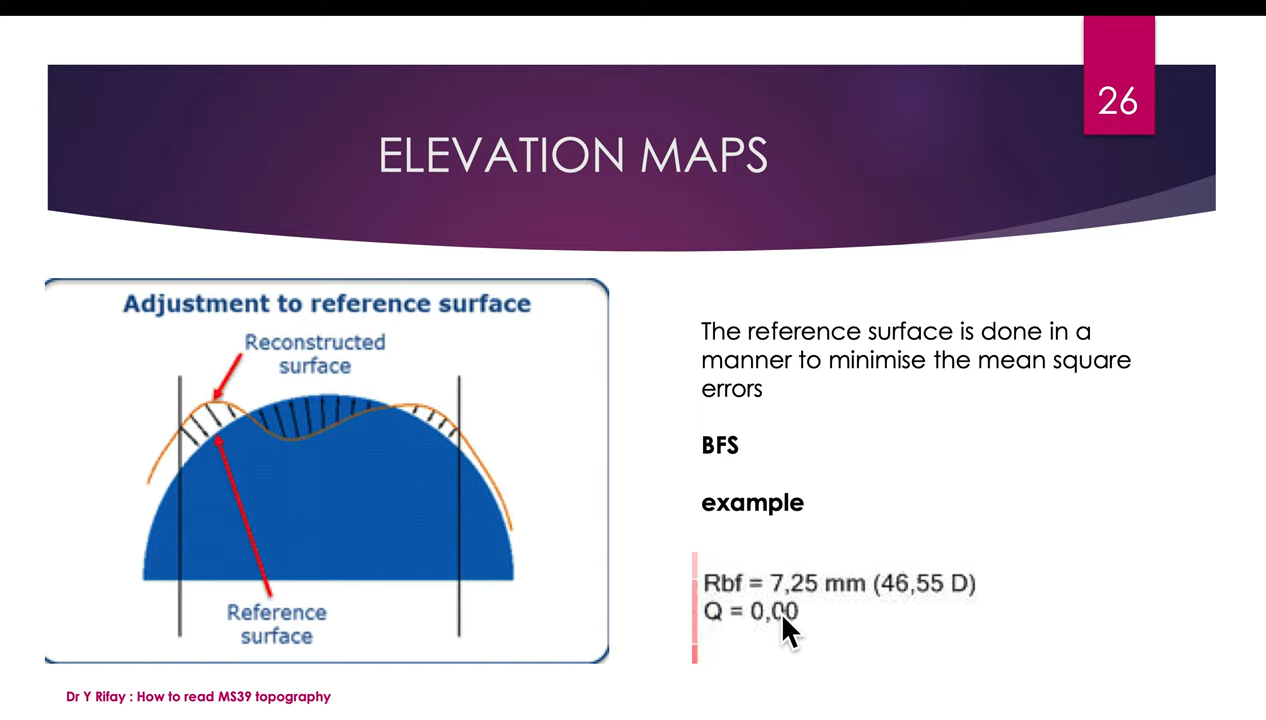 26
ELEVATION MAPS
Adjustment to reference surface
Reconstructed
surface
Reference
surface
The reference surface is done in a
manner to minimise the mean square
errors
BFS
example
Rbf = 7,25 mm (46,55 D)
Q = 0,00
Dr Y Rifay : How to read MS39 topography